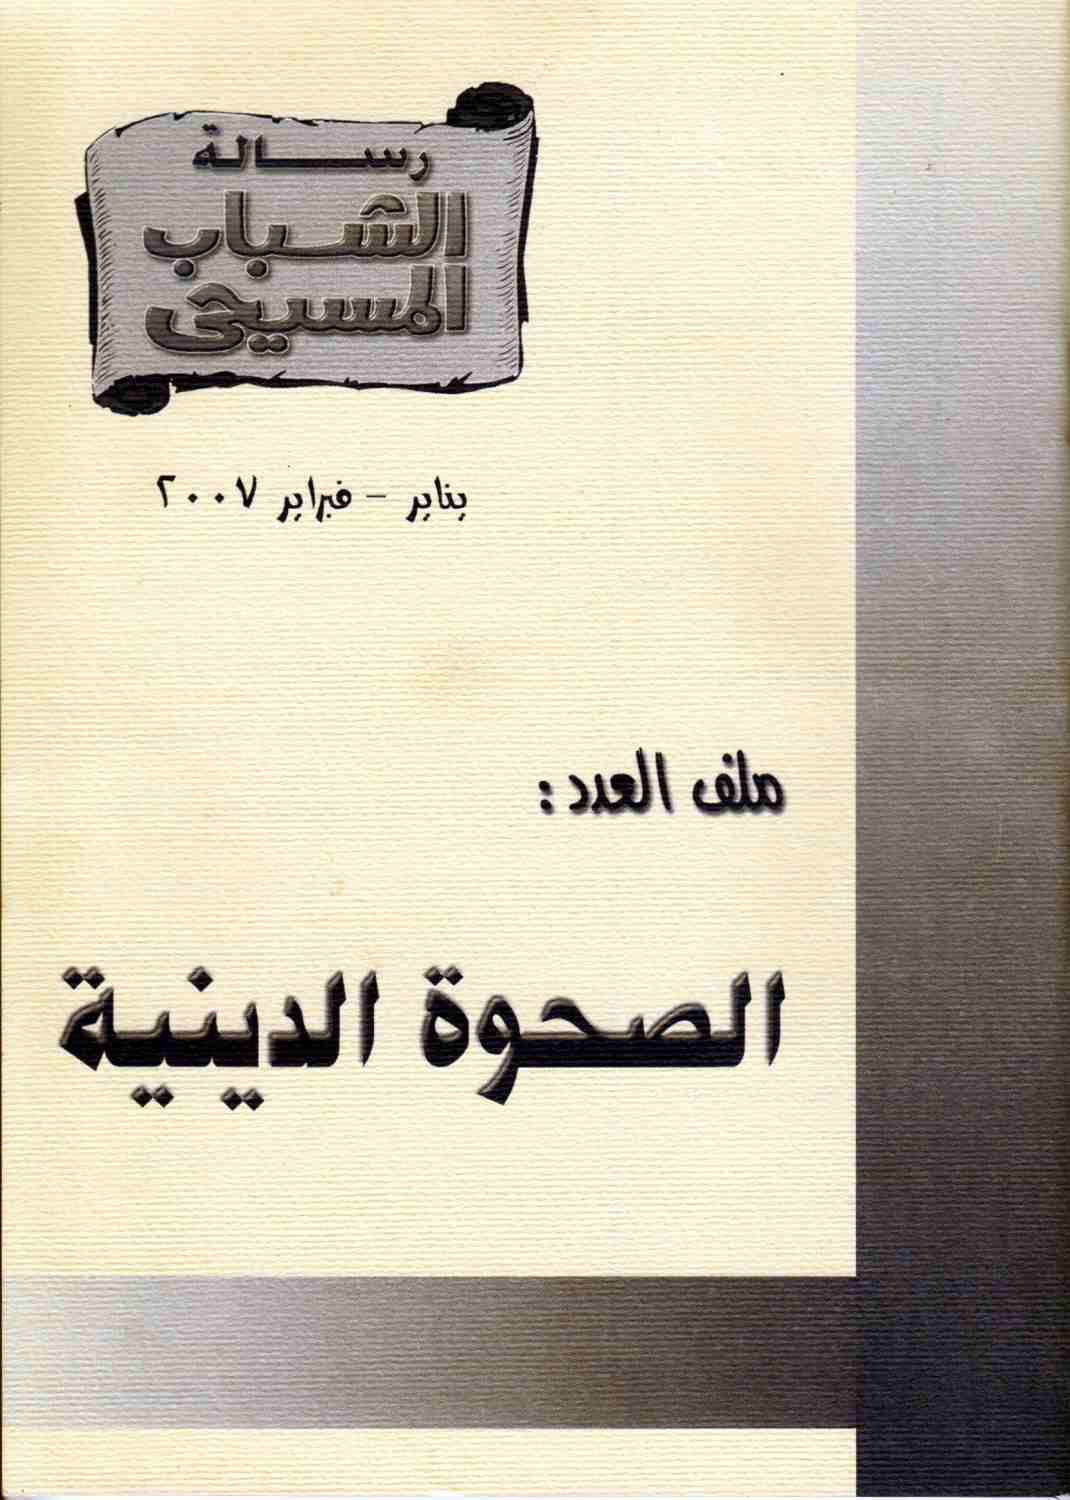 رسالة
الشباب
المسيحى
يناير - فبراير ٢٠٠٧
ملف العدد:
الصحوة الدينية